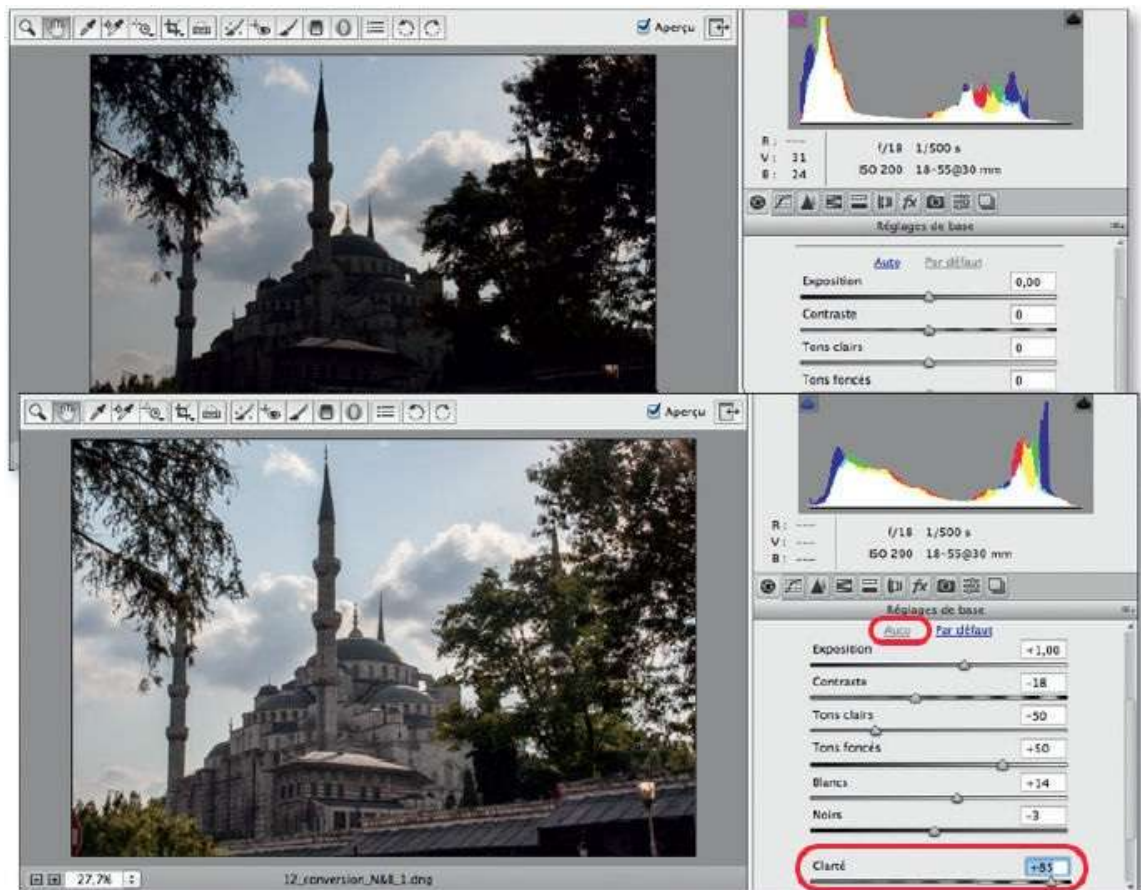 Aperçu
R : ----
V : 31
B : 24
f/18 1/500 s
ISO 200 18-55@30 mm
Réglages de base
Auto Par défaut
Exposition 0,00
Contraste 0
Tons clairs 0
Tons foncés 0
Aperçu
R : ----
V : ----
B : ----
f/18 1/500 s
ISO 200 18-55@30 mm
Réglages de base
Auto Par défaut
Exposition +1,00
Contraste -18
Tons clairs -50
Tons foncés +50
Blancs +14
Noirs -3
Clarté +85
27,7%
12_conversion_N&B_1.dng